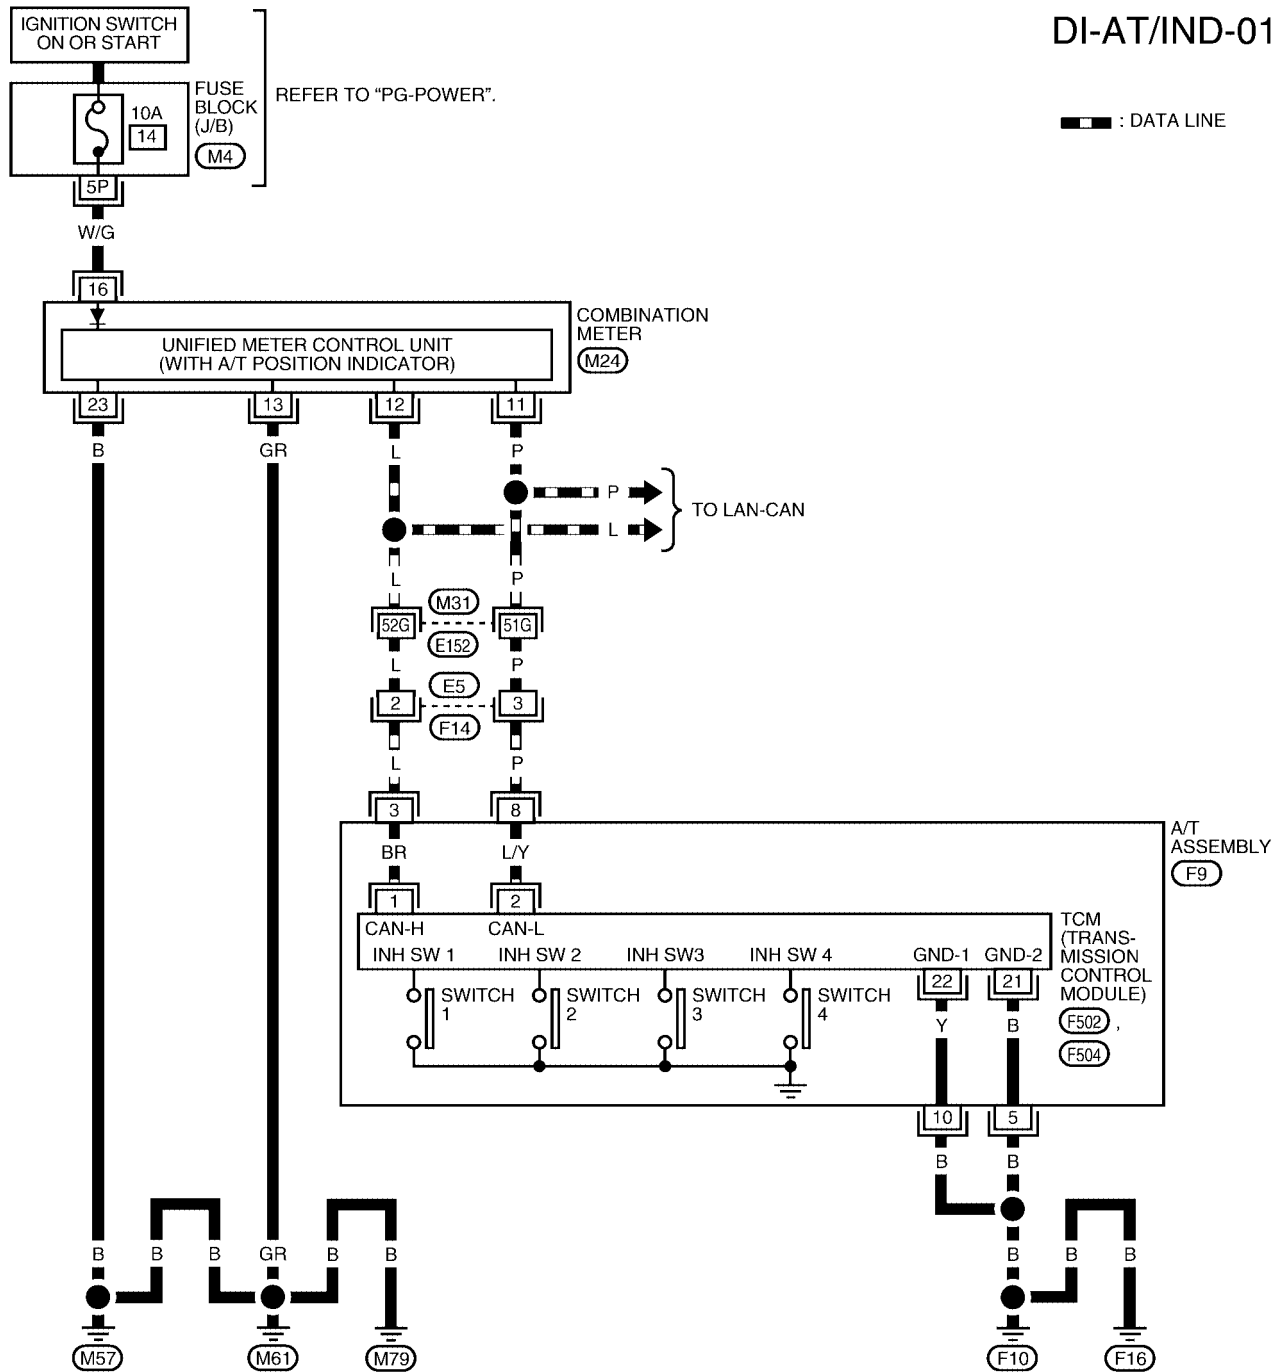 DI-AT/IND-01
IGNITION SWITCH
ON OR START
FUSE
BLOCK
(J/B)
M4
10A
14
REFER TO “PG-POWER”.
: DATA LINE
5P
W/G
16
COMBINATION
METER
M24
UNIFIED METER CONTROL UNIT
(WITH A/T POSITION INDICATOR)
23 13 12 11
B GR L P
P
L
TO LAN-CAN
L P
M31
52G 51G
E152
L P
E5
2 3
F14
L P
3 8
A/T
ASSEMBLY
F9
BR L/Y
1 2
CAN-H CAN-L
INH SW 1 INH SW 2 INH SW3 INH SW 4 GND-1 GND-2
TCM
(TRANS-
MISSION
CONTROL
MODULE)
F502 ,
F504
22 21
SWITCH
1
SWITCH
2
SWITCH
3
SWITCH
4
Y B
10 5
B B
B B B GR B B B B B
M57 M61 M79 F10 F16